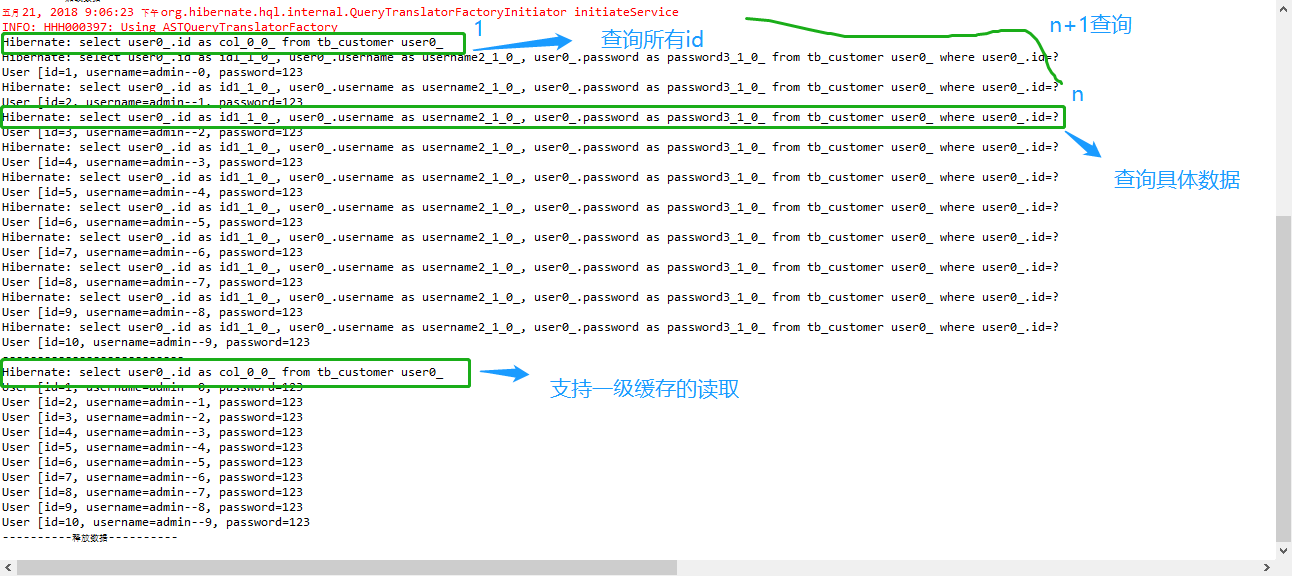 五月 21, 2018 9:06:23 下午 org.hibernate.hql.internal.QueryTranslatorFactoryInitiator initiateService
n+1查询
INFO: HHH000397: Using ASTQueryTranslatorFactory
1
Hibernate: select user0_.id as col_0_0_ from tb_customer user0_
查询所有id
Hibernate: select user0_.id as id1_1_0_, user0_.username as username2_1_0_, user0_.password as password3_1_0_ from tb_customer user0_ where user0_.id=?
User [id=1, username=admin--0, password=123
Hibernate: select user0_.id as id1_1_0_, user0_.username as username2_1_0_, user0_.password as password3_1_0_ from tb_customer user0_ where user0_.id=?
n
User [id=2, username=admin--1, password=123
Hibernate: select user0_.id as id1_1_0_, user0_.username as username2_1_0_, user0_.password as password3_1_0_ from tb_customer user0_ where user0_.id=?
User [id=3, username=admin--2, password=123
Hibernate: select user0_.id as id1_1_0_, user0_.username as username2_1_0_, user0_.password as password3_1_0_ from tb_customer user0_ where user0_.id=?
User [id=4, username=admin--3, password=123
Hibernate: select user0_.id as id1_1_0_, user0_.username as username2_1_0_, user0_.password as password3_1_0_ from tb_customer user0_ where user0_.id=?
查询具体数据
User [id=5, username=admin--4, password=123
Hibernate: select user0_.id as id1_1_0_, user0_.username as username2_1_0_, user0_.password as password3_1_0_ from tb_customer user0_ where user0_.id=?
User [id=6, username=admin--5, password=123
Hibernate: select user0_.id as id1_1_0_, user0_.username as username2_1_0_, user0_.password as password3_1_0_ from tb_customer user0_ where user0_.id=?
User [id=7, username=admin--6, password=123
Hibernate: select user0_.id as id1_1_0_, user0_.username as username2_1_0_, user0_.password as password3_1_0_ from tb_customer user0_ where user0_.id=?
User [id=8, username=admin--7, password=123
Hibernate: select user0_.id as id1_1_0_, user0_.username as username2_1_0_, user0_.password as password3_1_0_ from tb_customer user0_ where user0_.id=?
User [id=9, username=admin--8, password=123
Hibernate: select user0_.id as id1_1_0_, user0_.username as username2_1_0_, user0_.password as password3_1_0_ from tb_customer user0_ where user0_.id=?
User [id=10, username=admin--9, password=123
--------------------------
Hibernate: select user0_.id as col_0_0_ from tb_customer user0_
支持一级缓存的读取
User [id=1, username=admin--0, password=123
User [id=2, username=admin--1, password=123
User [id=3, username=admin--2, password=123
User [id=4, username=admin--3, password=123
User [id=5, username=admin--4, password=123
User [id=6, username=admin--5, password=123
User [id=7, username=admin--6, password=123
User [id=8, username=admin--7, password=123
User [id=9, username=admin--8, password=123
User [id=10, username=admin--9, password=123
----------释放数据----------